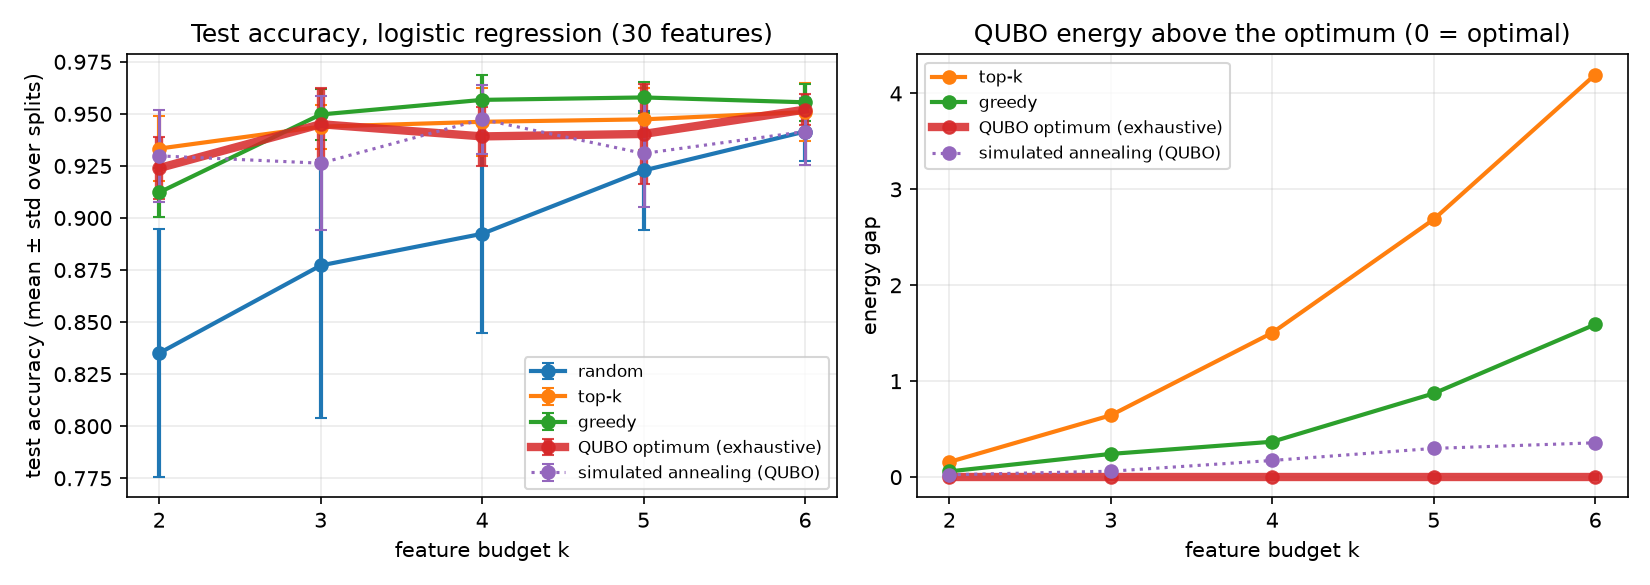 Test accuracy, logistic regression (30 features)
test accuracy (mean ± std over splits)
0.975
0.950
0.925
0.900
0.875
0.850
0.825
0.800
0.775
random
top-k
greedy
QUBO optimum (exhaustive)
simulated annealing (QUBO)
2 3 4 5 6
feature budget k
QUBO energy above the optimum (0 = optimal)
top-k
greedy
QUBO optimum (exhaustive)
simulated annealing (QUBO)
energy gap
4
3
2
1
0
2 3 4 5 6
feature budget k